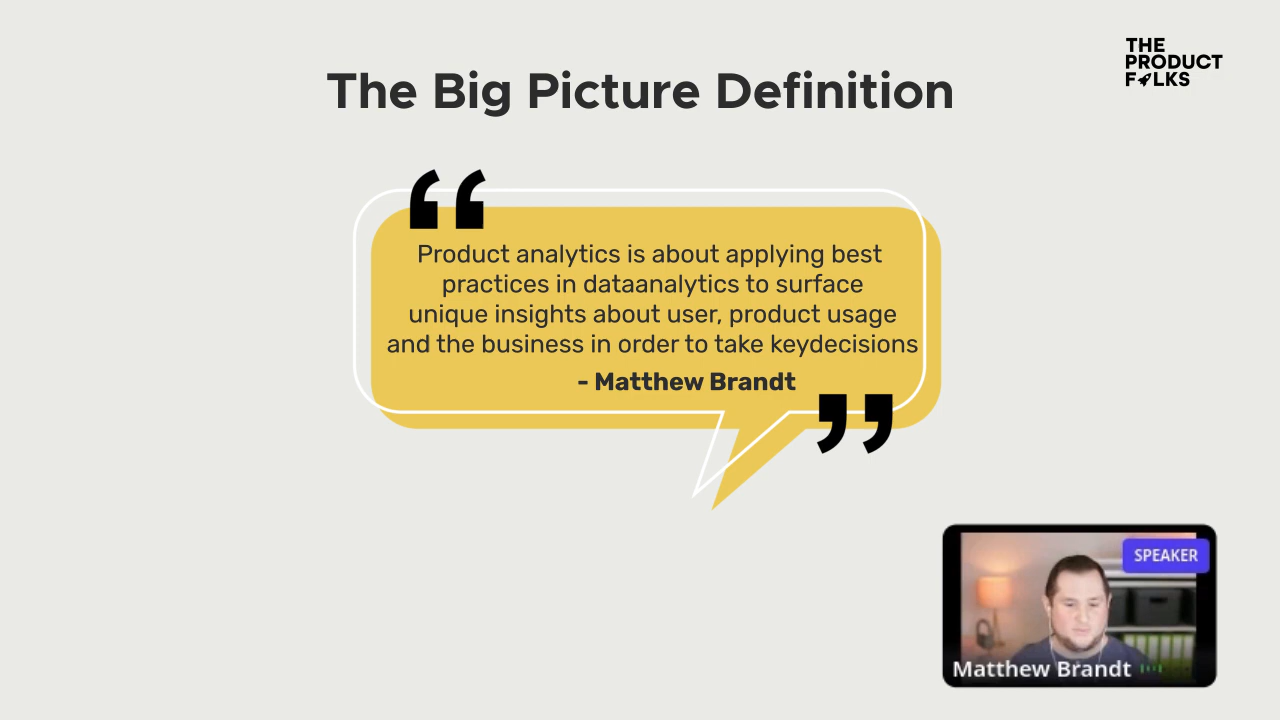 The Big Picture Definition
THE
PRODUCT
FOLKS
“
Product analytics is about applying best
practices in dataanalytics to surface
unique insights about user, product usage
and the business in order to take keydecisions
- Matthew Brandt
”
SPEAKER
Matthew Brandt